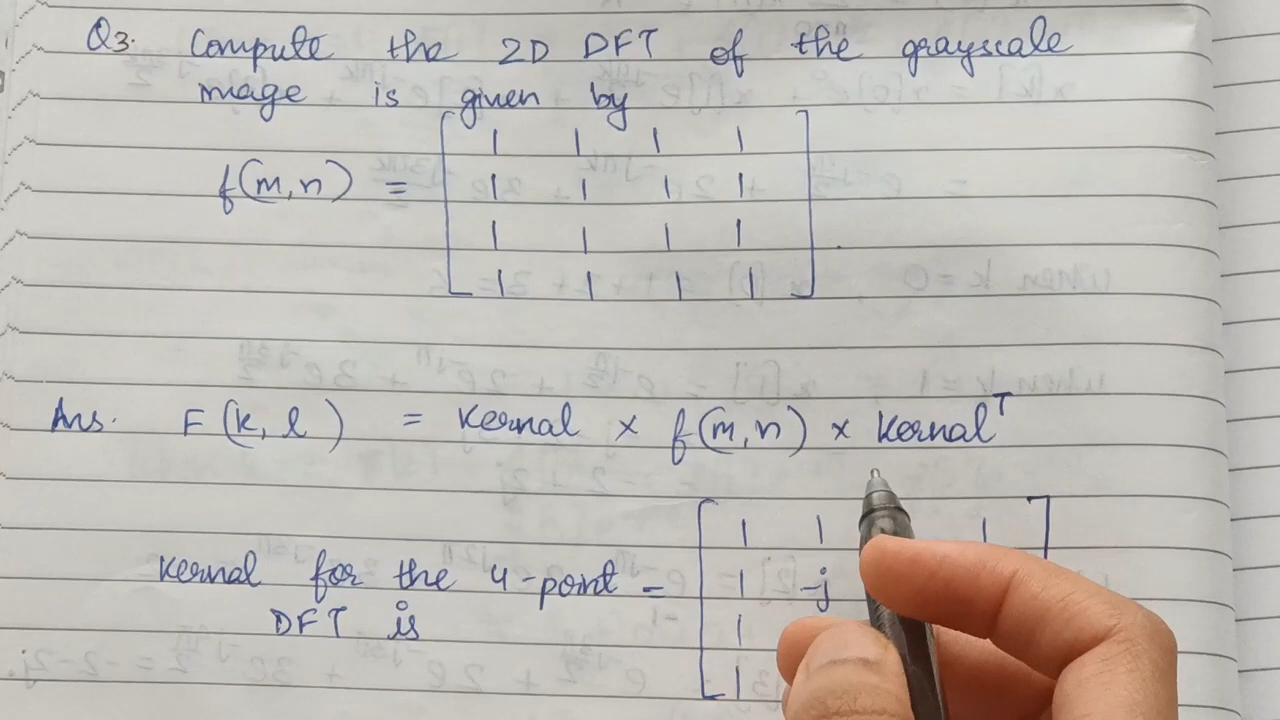 Q3. Compute the 2D DFT of the grayscale
image is given by
f(m,n) = [ 1 1 1 1
1 1 1 1
1 1 1 1
1 1 1 1 ]
Ans. F(k,l) = kernal × f(m,n) × kernal^T
kernal for the 4-point = [ 1 1 1
DFT is
1 -j
1
1